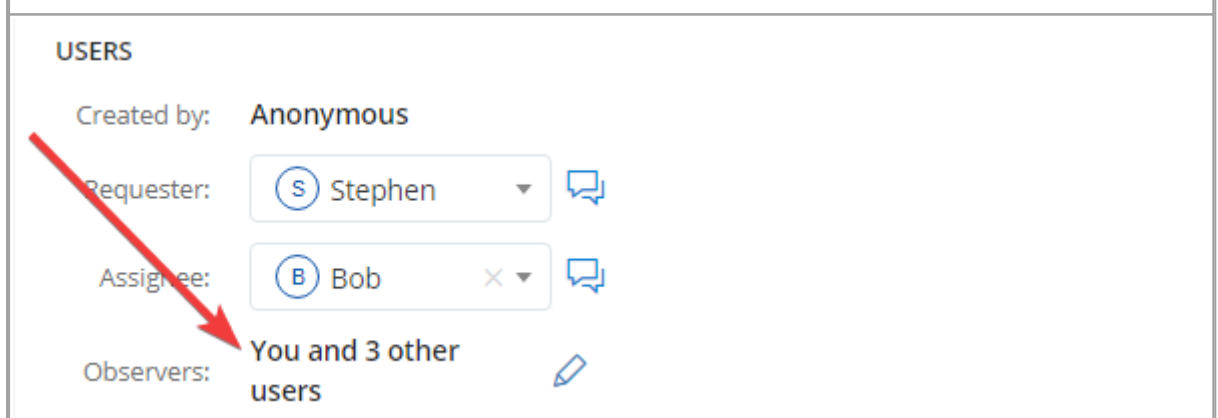 USERS
Created by: Anonymous
Requester: S Stephen
Assignee: B Bob
Observers: You and 3 other
users